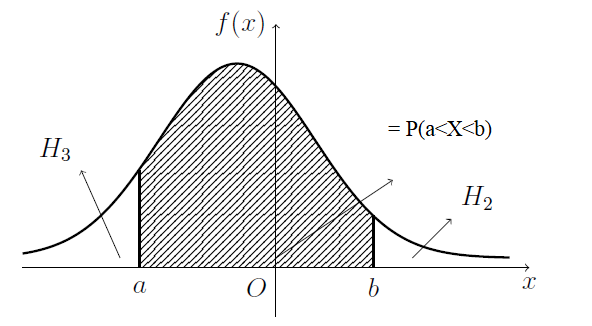 f(x)
= P(a<X<b)
H₃
H₂
a
O
b
x